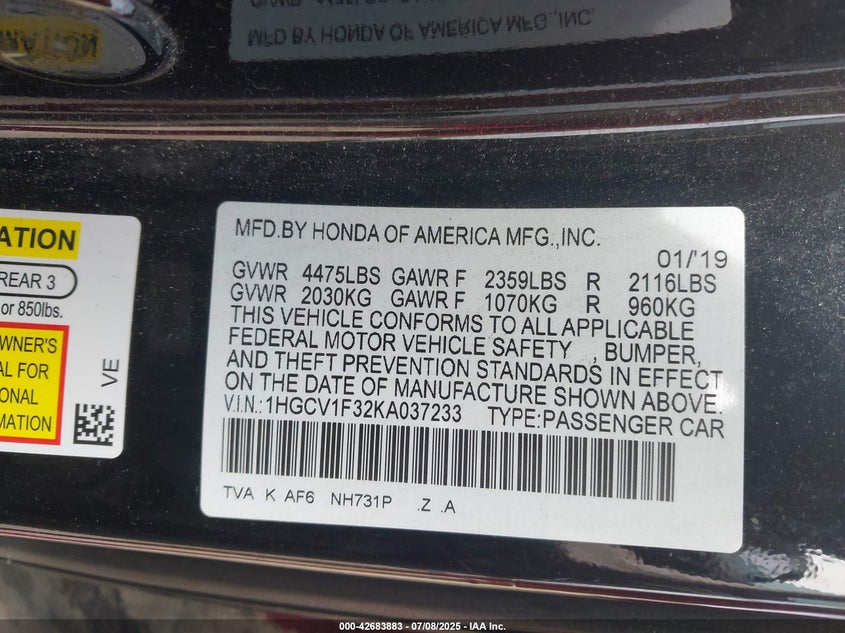 MFD BY HONDA OF AMERICA MFG.,INC.
ATION
REAR 3
or 850lbs.
WNER'S
AL FOR
ONAL
MATION
VE
MFD.BY HONDA OF AMERICA MFG.,INC.
01/'19
GVWR 4475LBS GAWR F 2359LBS R 2116LBS
GVWR 2030KG GAWR F 1070KG R 960KG
THIS VEHICLE CONFORMS TO ALL APPLICABLE
FEDERAL MOTOR VEHICLE SAFETY , BUMPER,
AND THEFT PREVENTION STANDARDS IN EFFECT
ON THE DATE OF MANUFACTURE SHOWN ABOVE.
V.I.N.:1HGCV1F32KA037233 TYPE:PASSENGER CAR
TVA K AF6 NH731P .Z .A
000-42683883 - 07/08/2025 - IAA Inc.